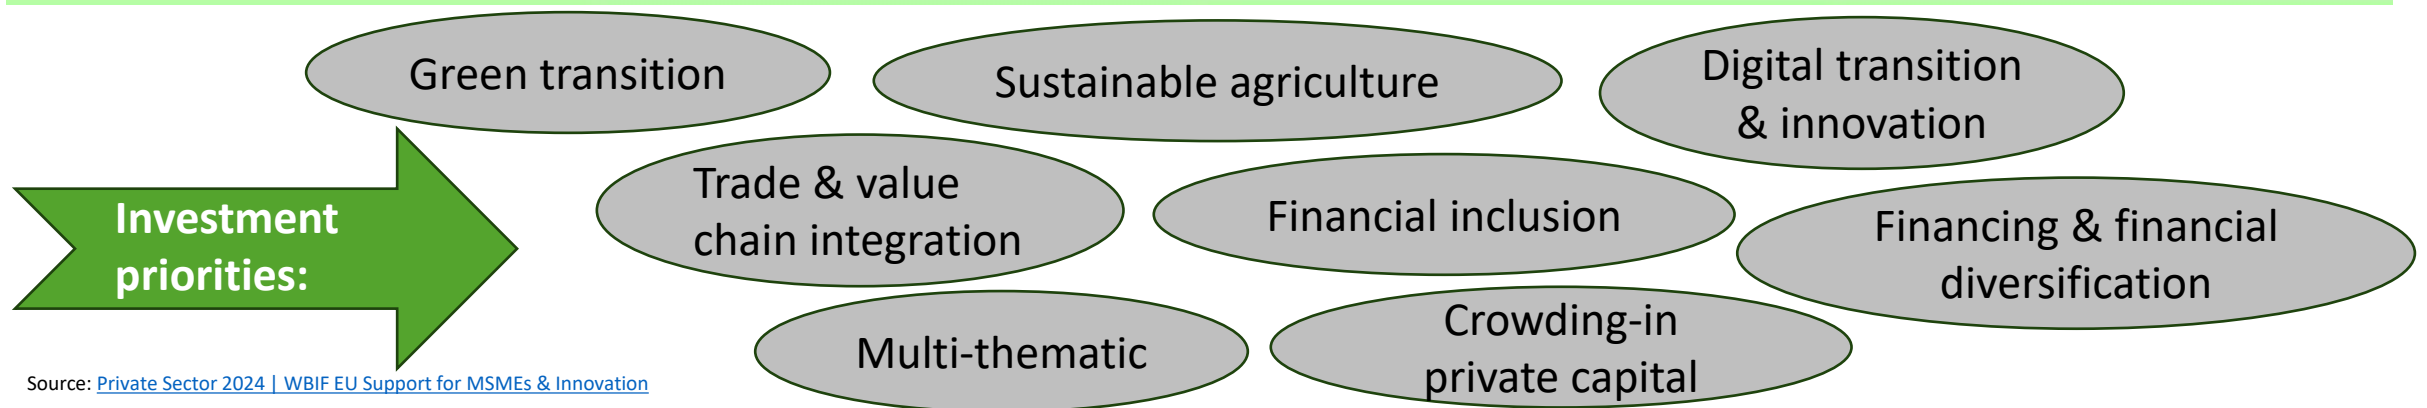 Green transition
Sustainable agriculture
Digital transition
& innovation
Trade & value
chain integration
Financial inclusion
Financing & financial
diversification
Investment
priorities:
Multi-thematic
Crowding-in
private capital
Source: Private Sector 2024 | WBIF EU Support for MSMEs & Innovation